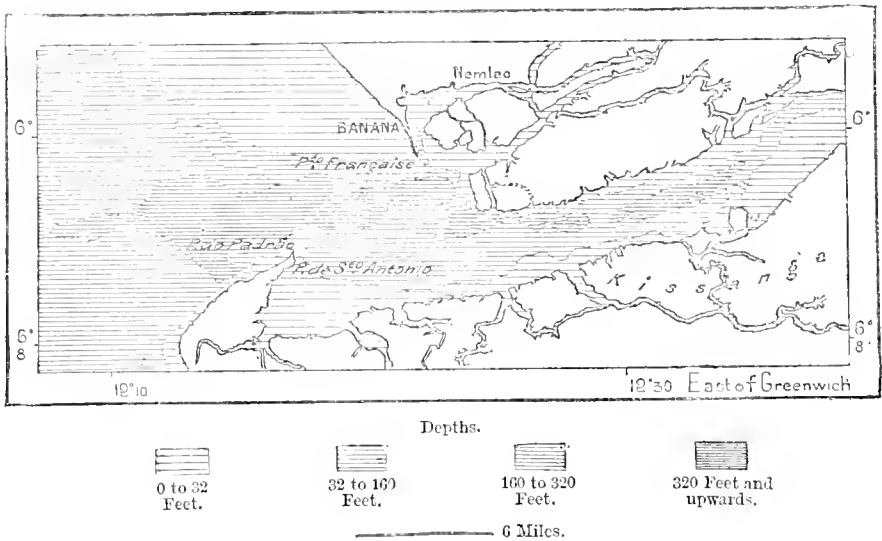 Nemlao
6°
BANANA
6°
Pte Française
P. do Padrão
P. de Sto Antonio
Kissanga
6°
8'
6°
8'
12°10
12°30 East of Greenwich
Depths.
0 to 32
Feet.
32 to 160
Feet.
160 to 320
Feet.
320 Feet and
upwards.
6 Miles.